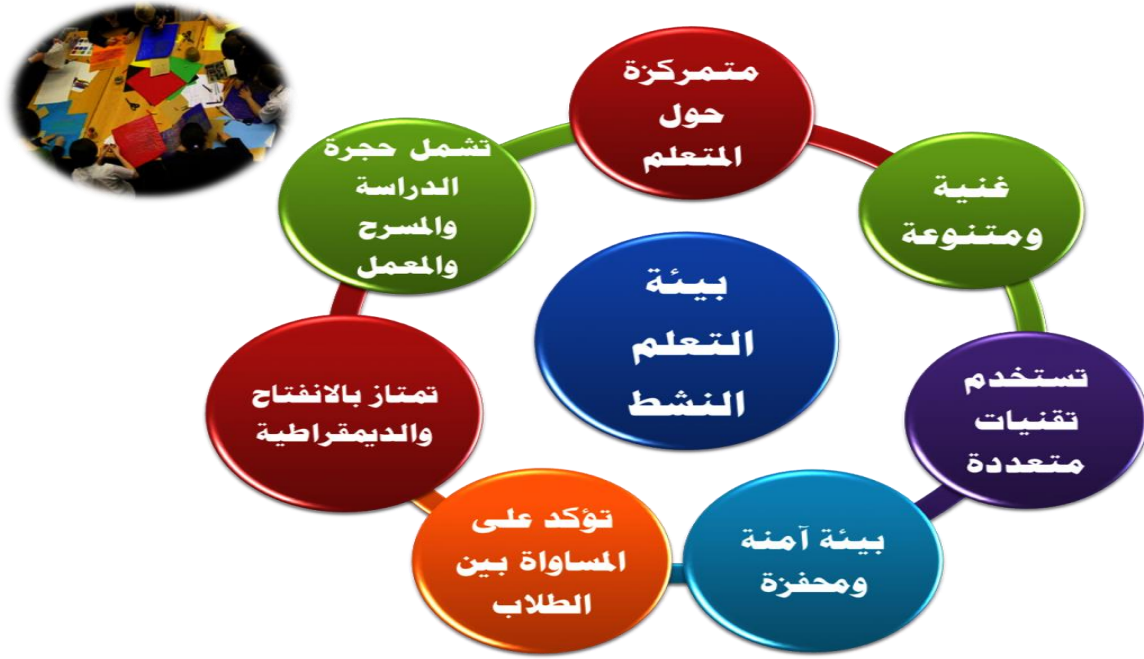 متمركزة
حول
المتعلم
غنية
ومتنوعة
تستخدم
تقنيات
متعددة
بيئة آمنة
ومحفزة
تؤكد على
المساواة بين
الطلاب
تمتاز بالانفتاح
والديمقراطية
تشمل حجرة
الدراسة
والمسرح
والمعمل
بيئة
التعلم
النشط